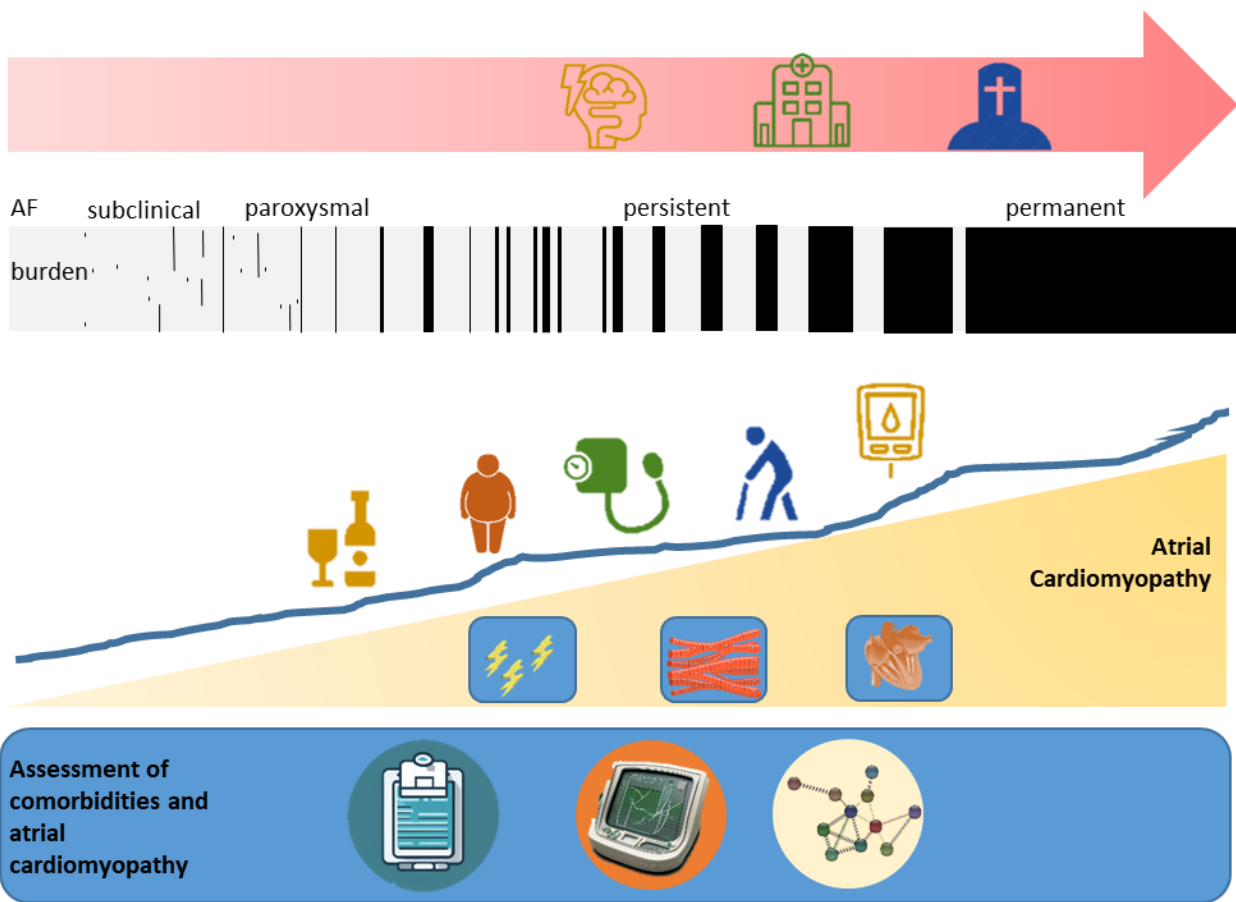 AF
subclinical
paroxysmal
persistent
permanent
burden
Atrial
Cardiomyopathy
Assessment of
comorbidities and
atrial
cardiomyopathy